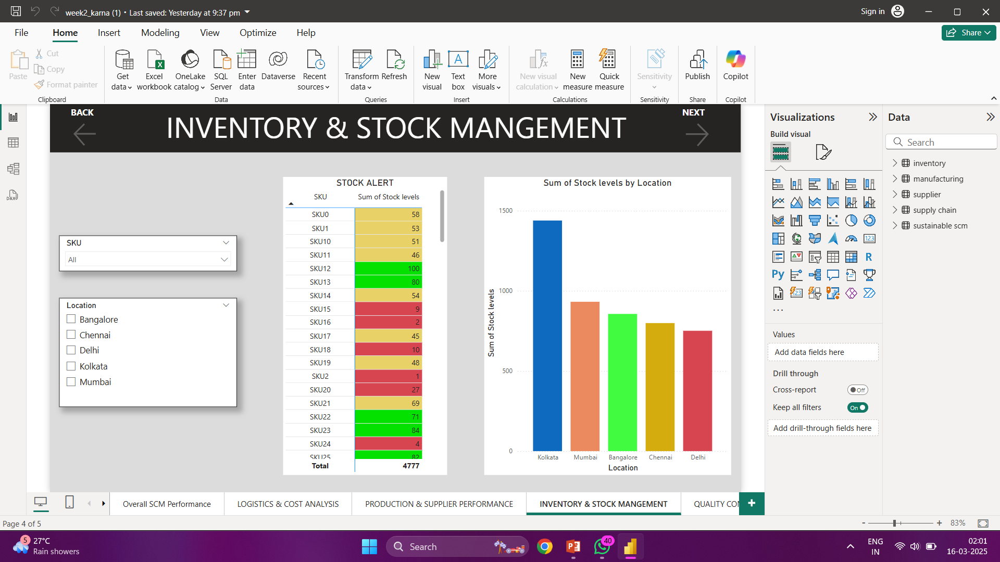 week2_karna (1) • Last saved: Yesterday at 9:37 pm
Sign in
File Home Insert Modeling View Optimize Help
Share
Paste
Cut
Copy
Format painter
Clipboard
Get data
Excel workbook
OneLake catalog
SQL Server
Enter data
Dataverse
Recent sources
Data
Transform data
Refresh
Queries
New visual
Text box
More visuals
Insert
New visual calculation
New measure
Quick measure
Calculations
Sensitivity
Sensitivity
Publish
Share
Copilot
Copilot
BACK
INVENTORY & STOCK MANGEMENT
NEXT
SKU
All
Location
Bangalore
Chennai
Delhi
Kolkata
Mumbai
STOCK ALERT
SKU Sum of Stock levels
SKU0 58
SKU1 53
SKU10 51
SKU11 46
SKU12 100
SKU13 80
SKU14 54
SKU15 9
SKU16 2
SKU17 45
SKU18 10
SKU19 48
SKU2 1
SKU20 27
SKU21 69
SKU22 71
SKU23 84
SKU24 4
SKU25 82
Total 4777
Sum of Stock levels by Location
Sum of Stock levels
1500
1000
500
0
Kolkata Mumbai Bangalore Chennai Delhi
Location
Visualizations
Build visual
123
R
Py
123
...
Values
Add data fields here
Drill through
Cross-report Off
Keep all filters On
Add drill-through fields here
Data
Search
inventory
manufacturing
supplier
supply chain
sustainable scm
DAX
Overall SCM Performance
LOGISTICS & COST ANALYSIS
PRODUCTION & SUPPLIER PERFORMANCE
INVENTORY & STOCK MANGEMENT
QUALITY CON
+
Page 4 of 5
- + 83%
5
27°C
Rain showers
Search
40
ENG
IN
02:01
16-03-2025